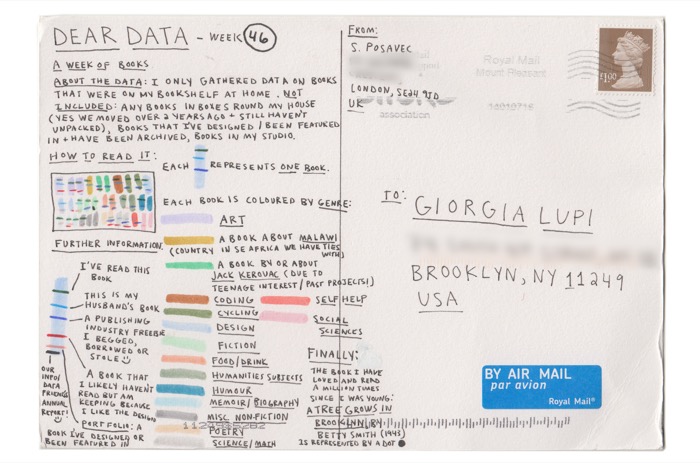 DEAR DATA - WEEK 46
A WEEK OF BOOKS
ABOUT THE DATA: I ONLY GATHERED DATA ON BOOKS
THAT WERE ON MY BOOKSHELF AT HOME. NOT
INCLUDED: ANY BOOKS IN BOXES ROUND MY HOUSE
(YES WE MOVED OVER 2 YEARS AGO + STILL HAVEN'T
UNPACKED), BOOKS THAT I'VE DESIGNED / BEEN FEATURED
IN + HAVE BEEN ARCHIVED, BOOKS IN MY STUDIO.
HOW TO READ IT:
EACH REPRESENTS ONE BOOK.
EACH BOOK IS COLOURED BY GENRE:
ART
A BOOK ABOUT MALAWI
(COUNTRY IN SE AFRICA WE HAVE TIES
WITH)
A BOOK BY OR ABOUT
JACK KEROUAC (DUE TO
TEENAGE INTEREST / PAST PROJECTS!)
CODING
SELF HELP
CYCLING
SOCIAL
SCIENCES
DESIGN
FICTION
FOOD/DRINK
HUMANITIES SUBJECTS
HUMOUR
MEMOIR/BIOGRAPHY
MISC NON-FICTION
POETRY
SCIENCE/MATH
FURTHER INFORMATION:
I'VE READ THIS
BOOK
THIS IS MY
HUSBAND'S BOOK
A PUBLISHING
INDUSTRY FREEBIE
I BEGGED,
BORROWED OR
STOLE
A BOOK THAT
I LIKELY HAVEN'T
READ BUT AM
KEEPING BECAUSE
I LIKE THE DESIGN
PORTFOLIO: A
BOOK I'VE DESIGNED OR
BEEN FEATURED IN
OUR INFO/
DATA
FRIEND'S
ANNUAL
REPORT!
FINALLY:
THE BOOK I HAVE
LOVED AND READ
A MILLION TIMES
SINCE I WAS YOUNG:
A TREE GROWS IN
BROOKLYN, BY
BETTY SMITH (1943)
IS REPRESENTED BY A DOT
1124935282
FROM:
S. POSAVEC
LONDON, SE24 9JD
UK
association
Royal Mail
Mount Pleasant
£1.00
TO:
GIORGIA LUPI
BROOKLYN, NY 11249
USA
BY AIR MAIL
par avion
Royal Mail®